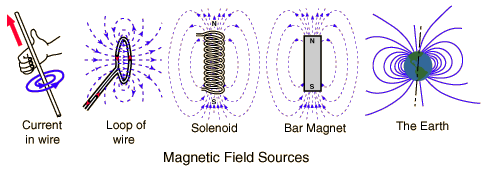 N
N
S
S
Current
in wire
Loop of
wire
Solenoid
Bar Magnet
The Earth
Magnetic Field Sources